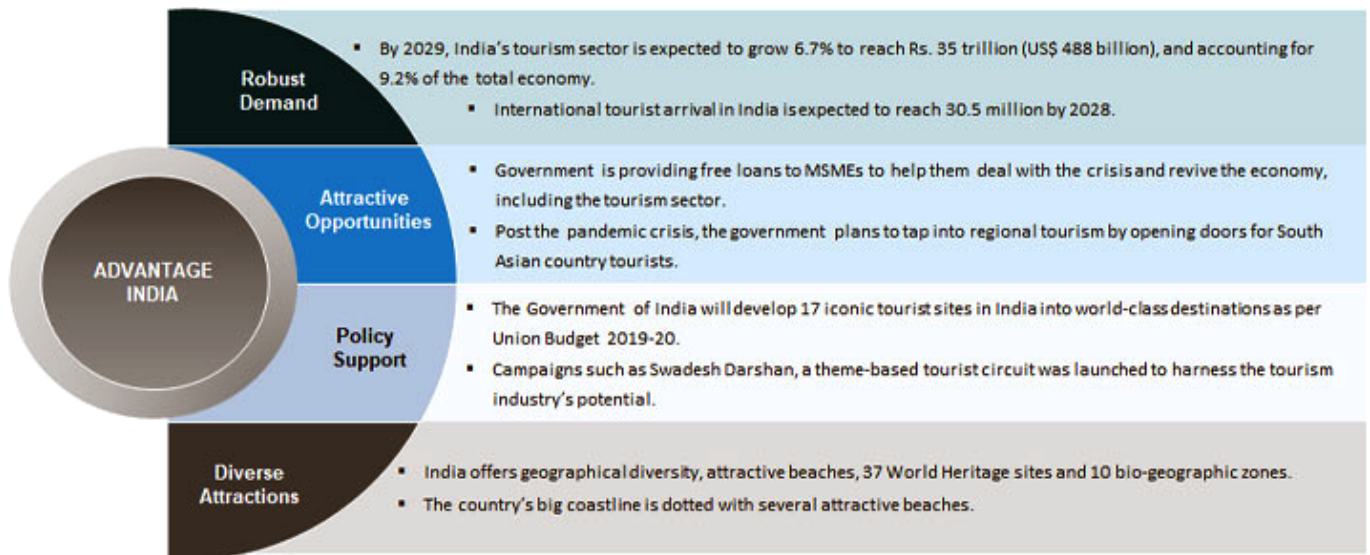 Robust
Demand
▪ By 2029, India's tourism sector is expected to grow 6.7% to reach Rs. 35 trillion (US$ 488 billion), and accounting for
9.2% of the total economy.
▪ International tourist arrival in India is expected to reach 30.5 million by 2028.
Attractive
Opportunities
▪ Government is providing free loans to MSMEs to help them deal with the crisis and revive the economy,
including the tourism sector.
▪ Post the pandemic crisis, the government plans to tap into regional tourism by opening doors for South
Asian country tourists.
ADVANTAGE
INDIA
Policy
Support
▪ The Government of India will develop 17 iconic tourist sites in India into world-class destinations as per
Union Budget 2019-20.
▪ Campaigns such as Swadesh Darshan, a theme-based tourist circuit was launched to harness the tourism
industry's potential.
Diverse
Attractions
▪ India offers geographical diversity, attractive beaches, 37 World Heritage sites and 10 bio-geographic zones.
▪ The country's big coastline is dotted with several attractive beaches.